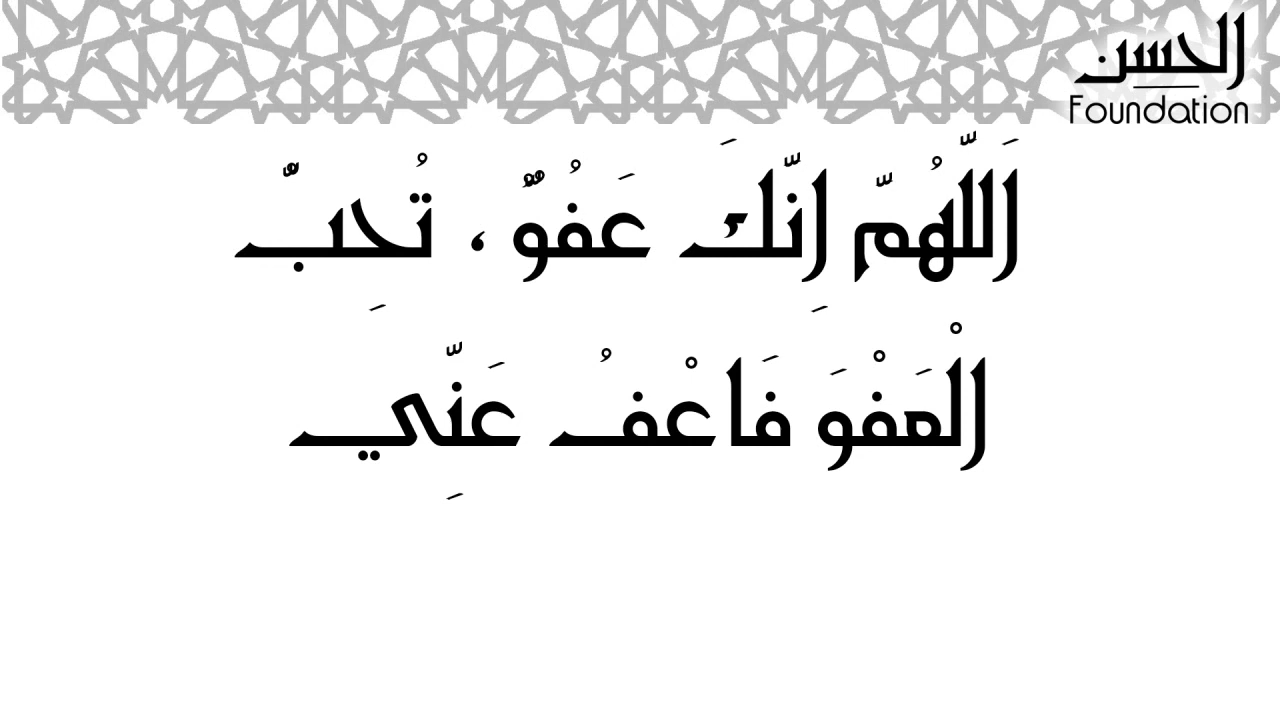 الحسن
Foundation
اَللّٰهُمَّ اِنَّكَ عَفُوٌّ ، تُحِبُّ
الْعَفْوَ فَاعْفُ عَنِّي